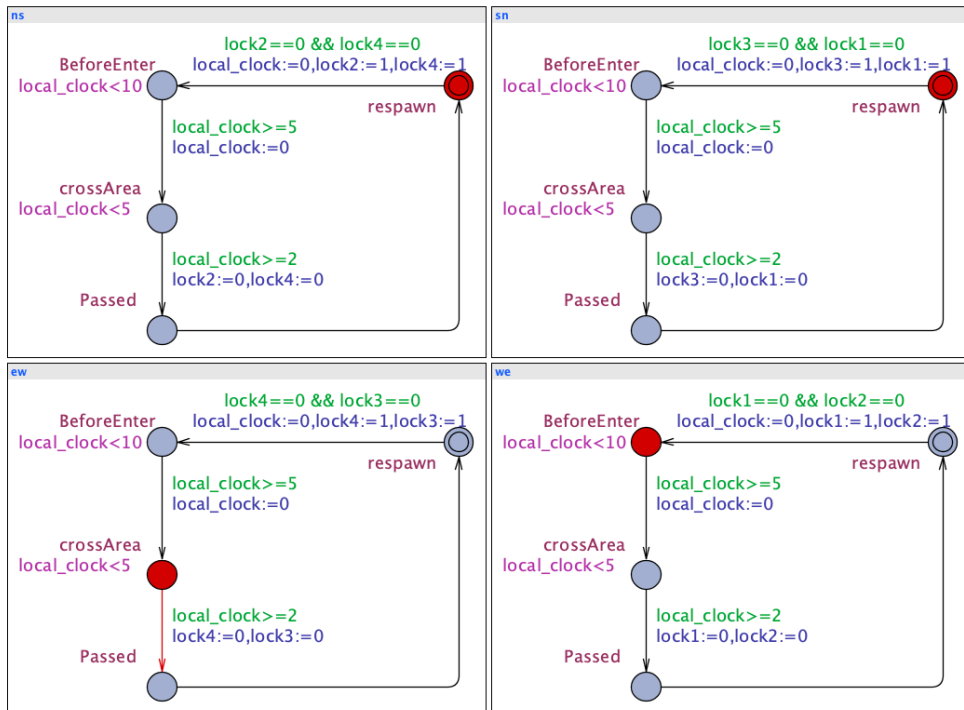 ns
lock2==0 && lock4==0
BeforeEnter
local_clock:=0,lock2:=1,lock4:=1
local_clock<10
respawn
local_clock>=5
local_clock:=0
crossArea
local_clock<5
local_clock>=2
lock2:=0,lock4:=0
Passed
sn
lock3==0 && lock1==0
BeforeEnter
local_clock:=0,lock3:=1,lock1:=1
local_clock<10
respawn
local_clock>=5
local_clock:=0
crossArea
local_clock<5
local_clock>=2
lock3:=0,lock1:=0
Passed
ew
lock4==0 && lock3==0
BeforeEnter
local_clock:=0,lock4:=1,lock3:=1
local_clock<10
respawn
local_clock>=5
local_clock:=0
crossArea
local_clock<5
local_clock>=2
lock4:=0,lock3:=0
Passed
we
lock1==0 && lock2==0
BeforeEnter
local_clock:=0,lock1:=1,lock2:=1
local_clock<10
respawn
local_clock>=5
local_clock:=0
crossArea
local_clock<5
local_clock>=2
lock1:=0,lock2:=0
Passed